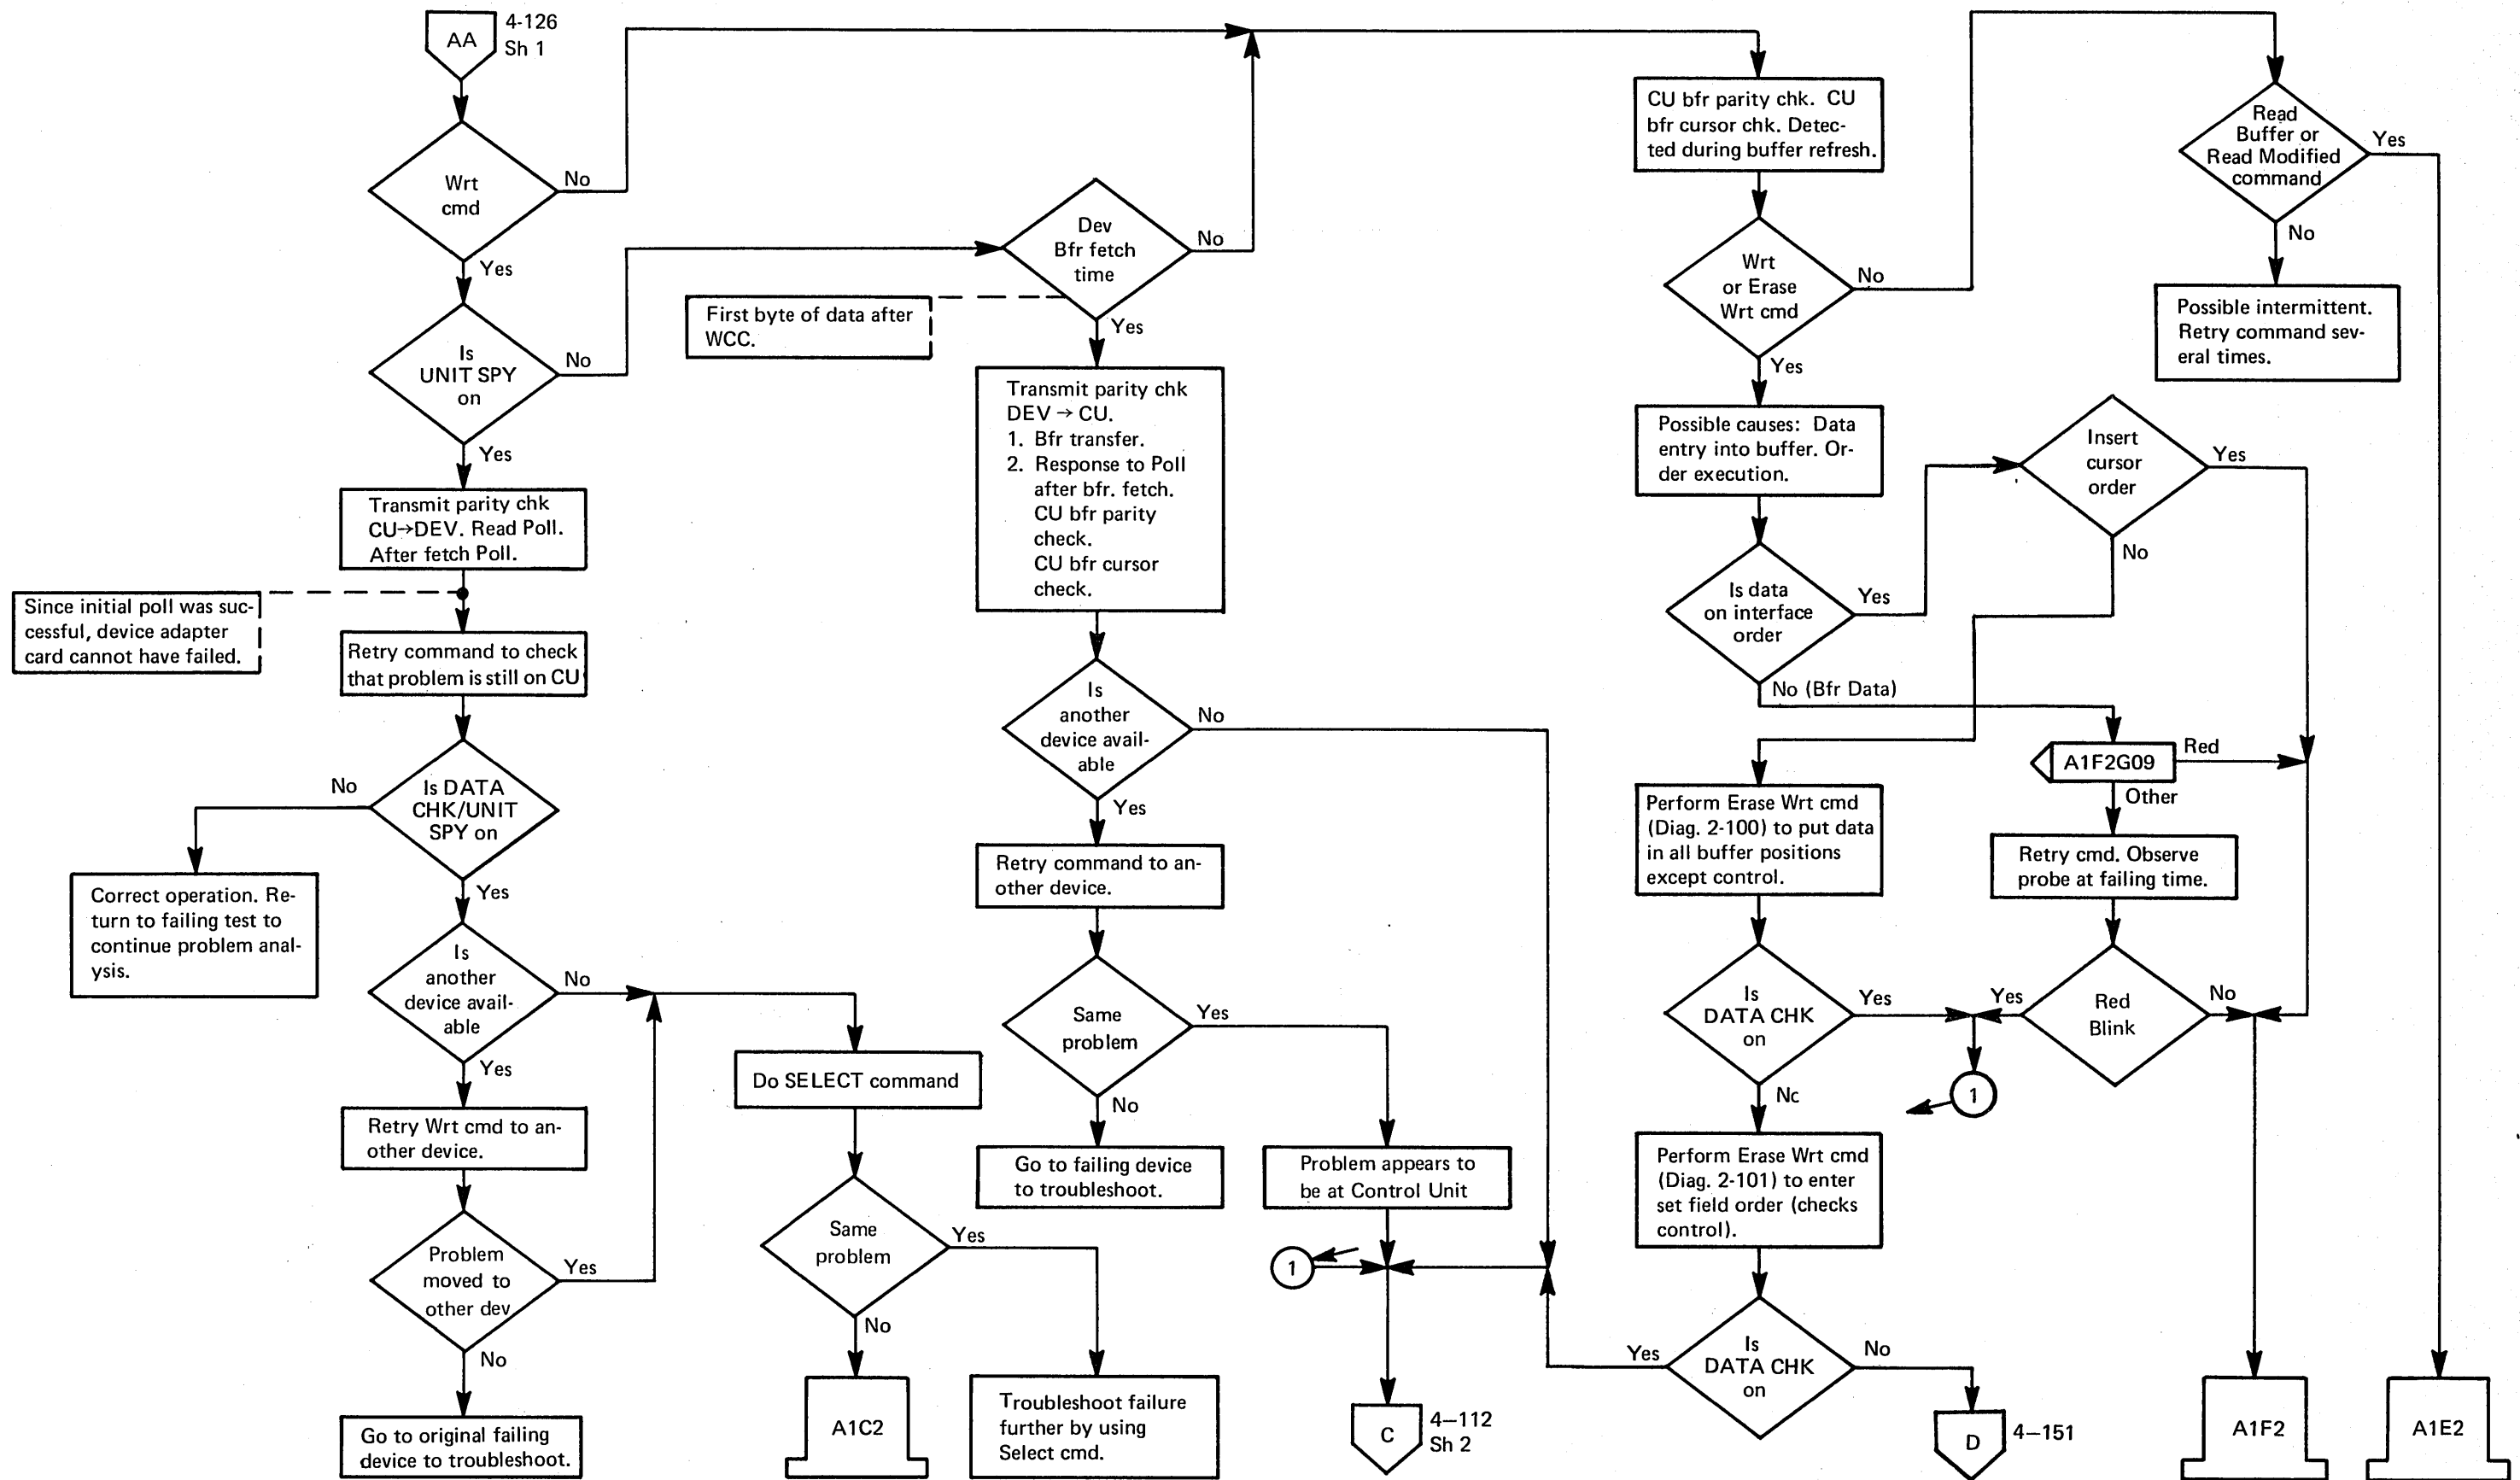 AA
4-126
Sh 1
Wrt
cmd
No
Yes
Is
UNIT SPY
on
No
Yes
Transmit parity chk
CU→DEV. Read Poll.
After fetch Poll.
Since initial poll was suc-
cessful, device adapter
card cannot have failed.
Retry command to check
that problem is still on CU
Is DATA
CHK/UNIT
SPY on
No
Yes
Correct operation. Re-
turn to failing test to
continue problem anal-
ysis.
Is
another
device avail-
able
No
Yes
Retry Wrt cmd to an-
other device.
Problem
moved to
other dev
Yes
No
Go to original failing
device to troubleshoot.
Do SELECT command
Same
problem
Yes
No
A1C2
Troubleshoot failure
further by using
Select cmd.
Dev
Bfr fetch
time
No
Yes
First byte of data after
WCC.
Transmit parity chk
DEV → CU.
1. Bfr transfer.
2. Response to Poll
after bfr. fetch.
CU bfr parity
check.
CU bfr cursor
check.
Is
another
device avail-
able
No
Yes
Retry command to an-
other device.
Same
problem
Yes
No
Go to failing device
to troubleshoot.
Problem appears to
be at Control Unit
1
C
4–112
Sh 2
CU bfr parity chk. CU
bfr cursor chk. Detec-
ted during buffer refresh.
Wrt
or Erase
Wrt cmd
No
Yes
Possible causes: Data
entry into buffer. Or-
der execution.
Is data
on interface
order
Yes
No (Bfr Data)
Perform Erase Wrt cmd
(Diag. 2-100) to put data
in all buffer positions
except control.
Is
DATA CHK
on
Yes
Nc
1
Perform Erase Wrt cmd
(Diag. 2-101) to enter
set field order (checks
control).
Is
DATA CHK
on
Yes
No
D
4–151
Read
Buffer or
Read Modified
command
Yes
No
Possible intermittent.
Retry command sev-
eral times.
Insert
cursor
order
Yes
No
A1F2G09
Red
Other
Retry cmd. Observe
probe at failing time.
Red
Blink
Yes
No
A1F2
A1E2